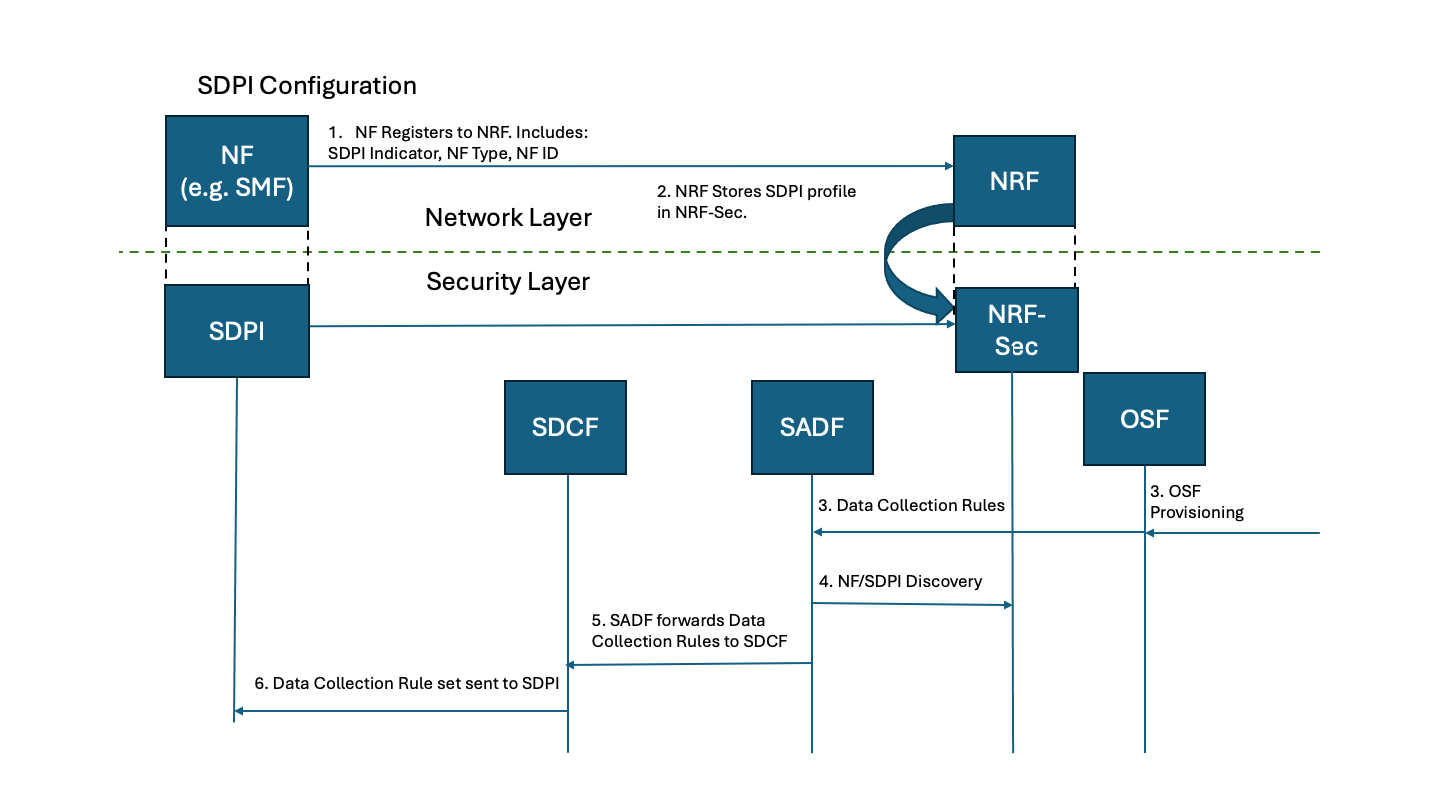 SDPI Configuration
NF
(e.g. SMF)
1. NF Registers to NRF. Includes:
SDPI Indicator, NF Type, NF ID
NRF
2. NRF Stores SDPI profile
in NRF-Sec.
Network Layer
Security Layer
SDPI
NRF-
Sec
SDCF
SADF
OSF
3. Data Collection Rules
3. OSF
Provisioning
4. NF/SDPI Discovery
5. SADF forwards Data
Collection Rules to SDCF
6. Data Collection Rule set sent to SDPI